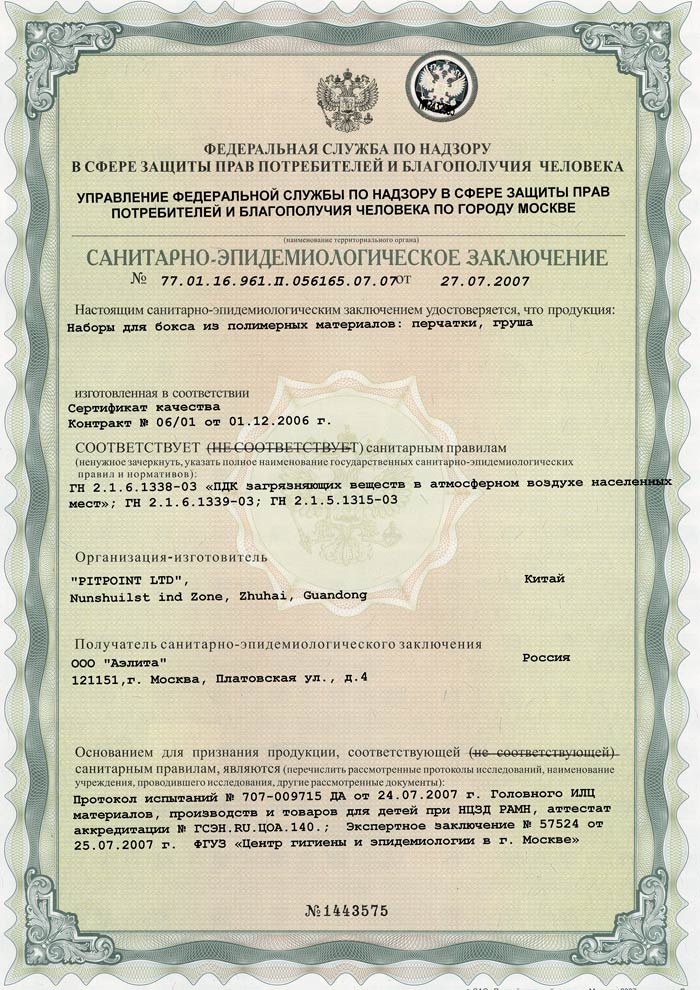 ФЕДЕРАЛЬНАЯ СЛУЖБА ПО НАДЗОРУ
В СФЕРЕ ЗАЩИТЫ ПРАВ ПОТРЕБИТЕЛЕЙ И БЛАГОПОЛУЧИЯ ЧЕЛОВЕКА
УПРАВЛЕНИЕ ФЕДЕРАЛЬНОЙ СЛУЖБЫ ПО НАДЗОРУ В СФЕРЕ ЗАЩИТЫ ПРАВ
ПОТРЕБИТЕЛЕЙ И БЛАГОПОЛУЧИЯ ЧЕЛОВЕКА ПО ГОРОДУ МОСКВЕ
(наименование территориального органа)
САНИТАРНО-ЭПИДЕМИОЛОГИЧЕСКОЕ ЗАКЛЮЧЕНИЕ
№ 77.01.16.961.П.056165.07.07 от 27.07.2007
Настоящим санитарно-эпидемиологическим заключением удостоверяется, что продукция:
Наборы для бокса из полимерных материалов: перчатки, груша
изготовленная в соответствии
Сертификат качества
Контракт № 06/01 от 01.12.2006 г.
СООТВЕТСТВУЕТ (НЕ СООТВЕТСТВУЕТ) санитарным правилам
(ненужное зачеркнуть, указать полное наименование государственных санитарно-эпидемиологических
правил и нормативов):
ГН 2.1.6.1338-03 «ПДК загрязняющих веществ в атмосферном воздухе населенных
мест»; ГН 2.1.6.1339-03; ГН 2.1.5.1315-03
Организация-изготовитель
"PITPOINT LTD", Китай
Nunshuilst ind Zone, Zhuhai, Guandong
Получатель санитарно-эпидемиологического заключения
ООО "Аэлита" Россия
121151,г. Москва, Платовская ул., д.4
Основанием для признания продукции, соответствующей (не соответствующей)
санитарным правилам, являются (перечислить рассмотренные протоколы исследований, наименование
учреждения, проводившего исследования, другие рассмотренные документы):
Протокол испытаний № 707-009715 ДА от 24.07.2007 г. Головного ИЛЦ
материалов, производств и товаров для детей при НЦЗД РАМН, аттестат
аккредитации № ГСЭН.RU.ЦОА.140.; Экспертное заключение № 57524 от
25.07.2007 г. ФГУЗ «Центр гигиены и эпидемиологии в г. Москве»
№1443575